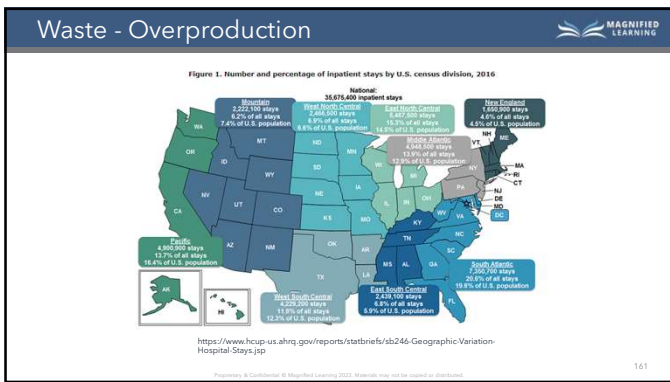 Waste - Overproduction
MAGNIFIED
LEARNING
Figure 1. Number and percentage of inpatient stays by U.S. census division, 2016
National:
35,675,400 inpatient stays
Mountain
2,222,100 stays
6.2% of all stays
7.4% of U.S. population
West North Central
2,466,500 stays
6.9% of all stays
6.6% of U.S. population
East North Central
5,467,500 stays
15.3% of all stays
14.5% of U.S. population
New England
1,650,900 stays
4.6% of all stays
4.5% of U.S. population
Middle Atlantic
4,948,500 stays
13.9% of all stays
12.9% of U.S. population
WA
OR
CA
NV
ID
MT
WY
UT
CO
AZ
NM
ND
SD
NE
KS
MN
IA
MO
WI
MI
IL
IN
OH
NY
PA
VT
NH
ME
MA
RI
CT
NJ
DE
MD
DC
WV
VA
KY
TN
NC
SC
MS
AL
GA
FL
OK
AR
TX
LA
Pacific
4,900,900 stays
13.7% of all stays
16.4% of U.S. population
AK
HI
West South Central
4,229,200 stays
11.9% of all stays
12.3% of U.S. population
East South Central
2,439,100 stays
6.8% of all stays
5.9% of U.S. population
South Atlantic
7,350,700 stays
20.6% of all stays
19.6% of U.S. population
https://www.hcup-us.ahrq.gov/reports/statbriefs/sb246-Geographic-Variation-
Hospital-Stays.jsp
161
Proprietary & Confidential © Magnified Learning 2023. Materials may not be copied or distributed.